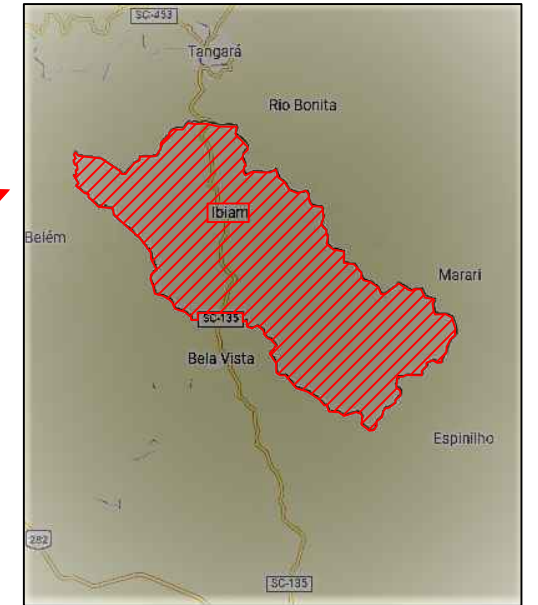 SC-453
Tangará
Rio Bonita
Ibiam
Belém
Marari
SC-135
Bela Vista
Espinilho
282
SC-135